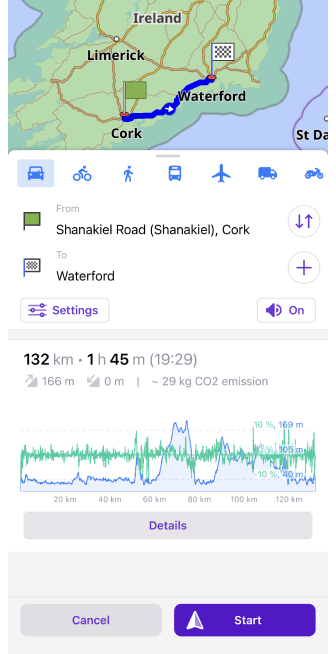 Ireland
Limerick
Waterford
Cork
St Da
From
Shanakiel Road (Shanakiel), Cork
To
Waterford
Settings
On
132 km • 1 h 45 m (19:29)
166 m 0 m | ~ 29 kg CO2 emission
10 %, 169 m
0 %, 105 m
-10 %, 40 m
20 km 40 km 60 km 80 km 100 km 120 km
Details
Cancel
Start